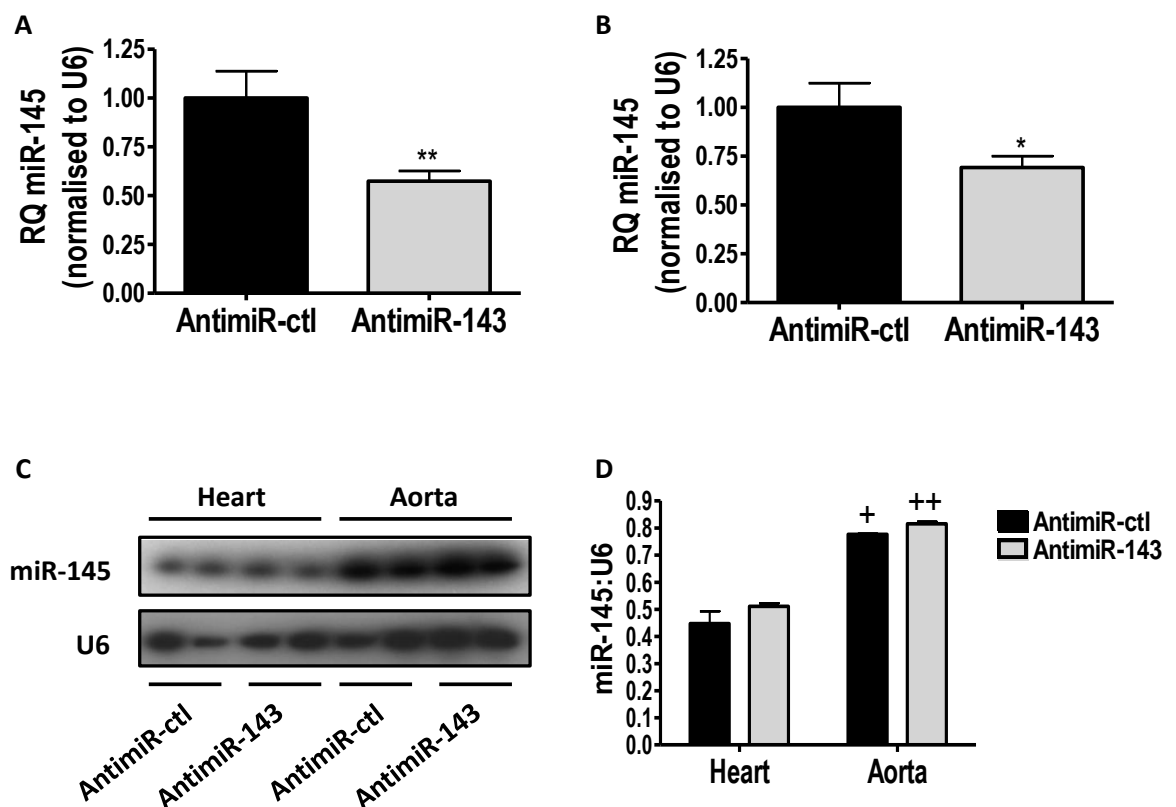 A
RQ miR-145
(normalised to U6)
1.25
1.00
0.75
0.50
0.25
0.00
**
AntimiR-ctl AntimiR-143
B
RQ miR-145
(normalised to U6)
1.25
1.00
0.75
0.50
0.25
0.00
*
AntimiR-ctl AntimiR-143
C
Heart Aorta
miR-145
U6
AntimiR-ctl AntimiR-143 AntimiR-ctl AntimiR-143
D
miR-145:U6
0.9
0.8
0.7
0.6
0.5
0.4
0.3
0.2
0.1
0.0
+ ++
Heart Aorta
AntimiR-ctl
AntimiR-143